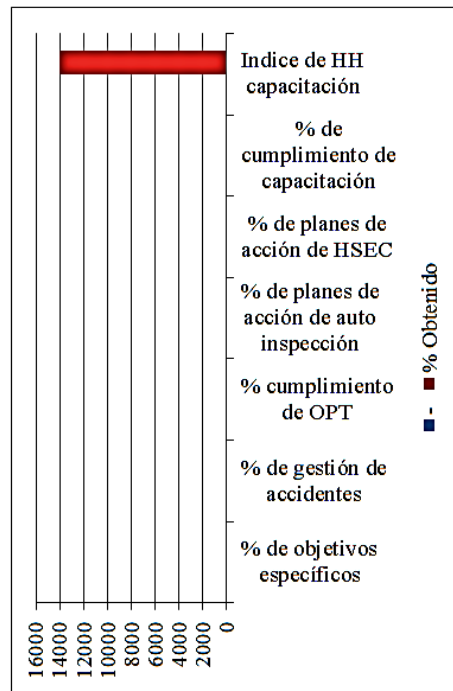 Indice de HH
capacitación
% de
cumplimiento de
capacitación
% de planes de
acción de HSEC
% de planes de
acción de auto
inspección
% cumplimiento
de OPT
% de gestión de
accidentes
% de objetivos
específicos
16000
14000
12000
10000
8000
6000
4000
2000
0
-
% Obtenido